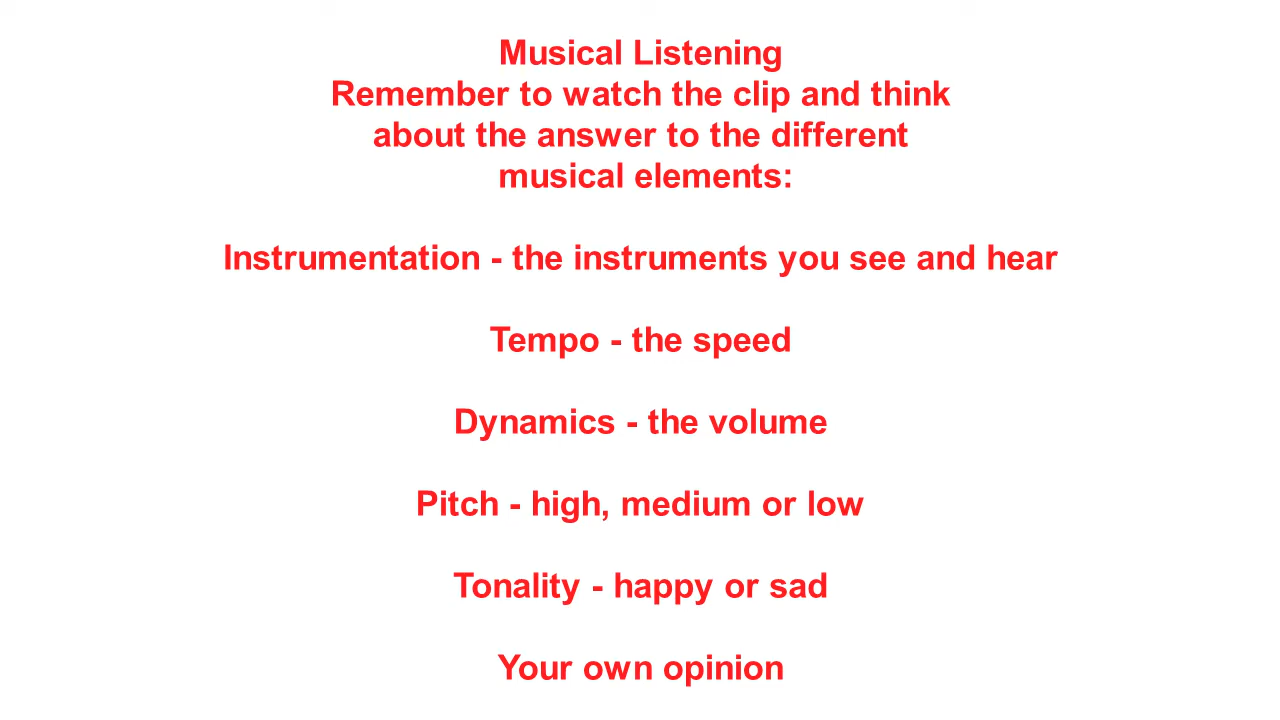 Musical Listening
Remember to watch the clip and think
about the answer to the different
musical elements:
Instrumentation - the instruments you see and hear
Tempo - the speed
Dynamics - the volume
Pitch - high, medium or low
Tonality - happy or sad
Your own opinion